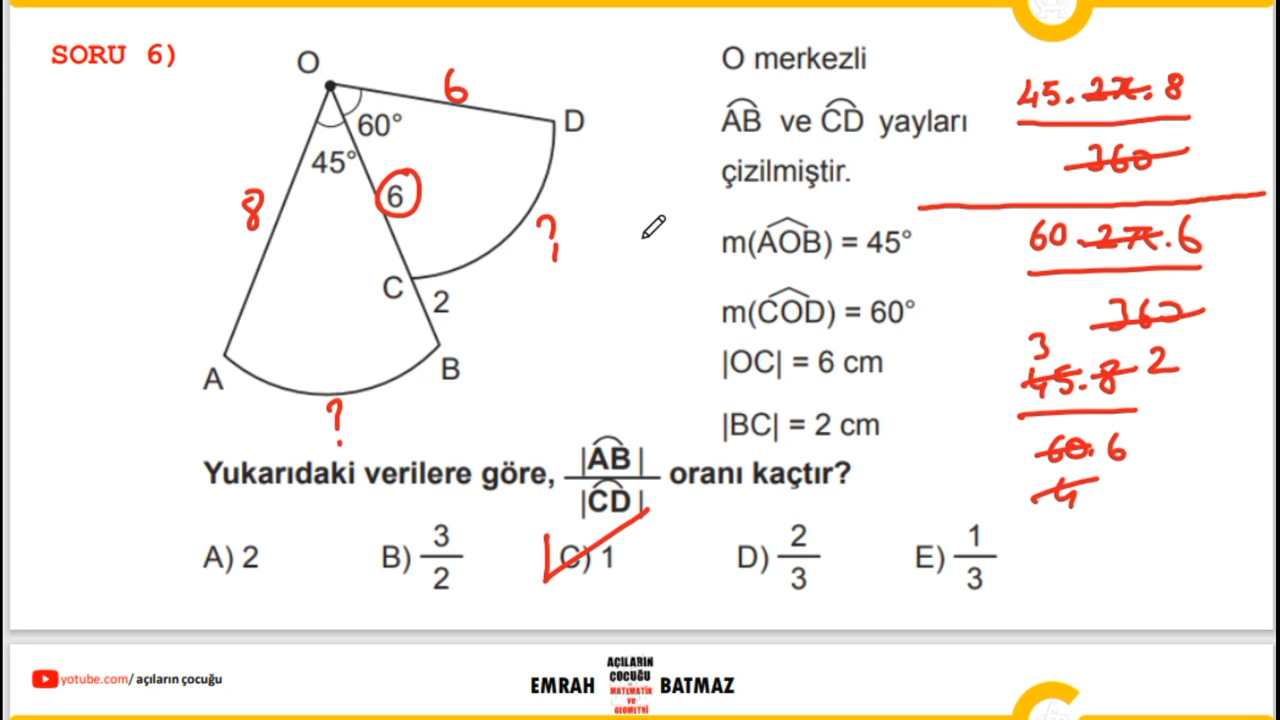 SORU 6)
O
6
D
60°
45°
8
6
?
C
2
A
B
?
O merkezli
AB ve CD yayları
çizilmiştir.
m(AOB) = 45°
m(COD) = 60°
|OC| = 6 cm
|BC| = 2 cm
45. 2π. 8
360
60. 2π. 6
360
3
45. 8 2
60. 6
4
Yukarıdaki verilere göre, |AB| / |CD| oranı kaçtır?
A) 2 B) 3/2 C) 1 D) 2/3 E) 1/3
yotube.com/ açıların çocuğu
EMRAH AÇILARIN ÇOCUĞU MATEMATİK VE GEOMETRİ BATMAZ